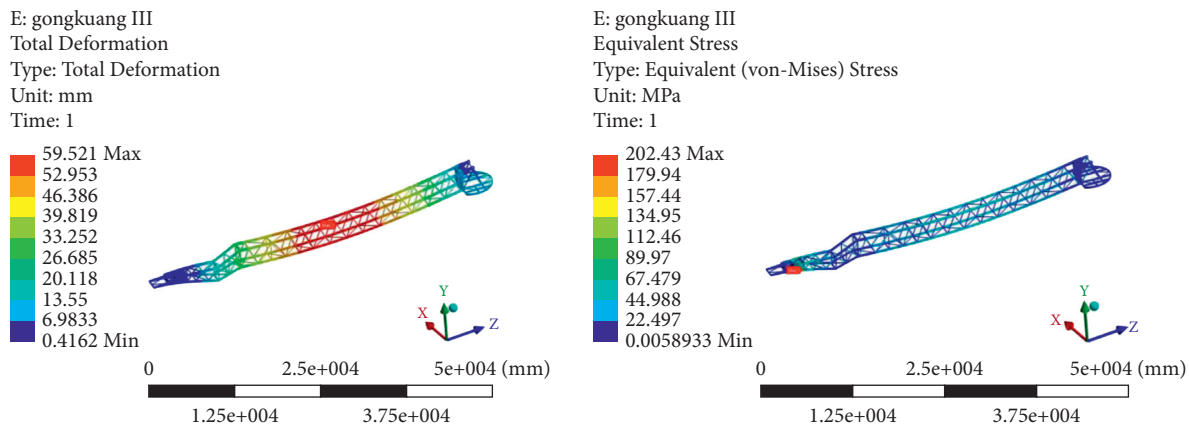 E: gongkuang III
Total Deformation
Type: Total Deformation
Unit: mm
Time: 1
59.521 Max
52.953
46.386
39.819
33.252
26.685
20.118
13.55
6.9833
0.4162 Min
Y
X
Z
0 2.5e+004 5e+004 (mm)
1.25e+004 3.75e+004
E: gongkuang III
Equivalent Stress
Type: Equivalent (von-Mises) Stress
Unit: MPa
Time: 1
202.43 Max
179.94
157.44
134.95
112.46
89.97
67.479
44.988
22.497
0.0058933 Min
Y
X
Z
0 2.5e+004 5e+004 (mm)
1.25e+004 3.75e+004